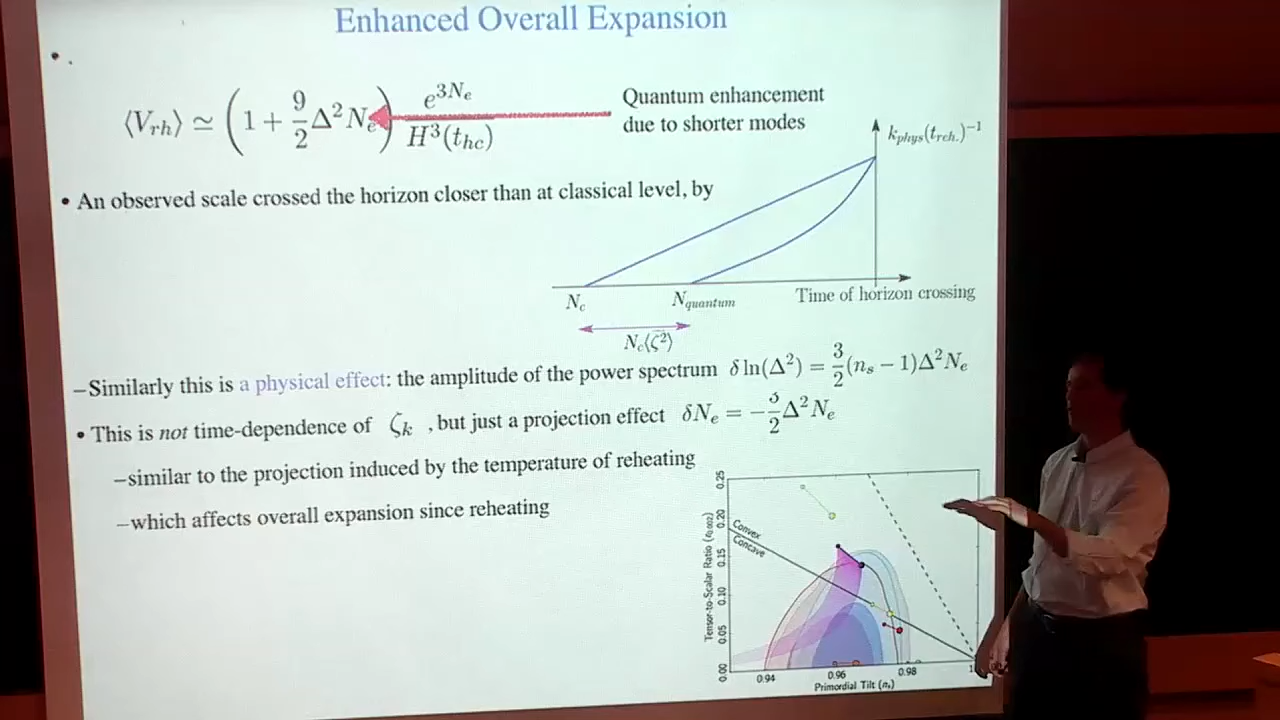 Enhanced Overall Expansion
• .
⟨V_rh⟩ ≃ (1 + 9/2 Δ²N_e) e^{3N_e} / H³(t_hc)
Quantum enhancement
due to shorter modes
k_phys(t_rch.)⁻¹
• An observed scale crossed the horizon closer than at classical level, by
N_c
N_quantum
Time of horizon crossing
N_c⟨ζ²⟩
–Similarly this is a physical effect: the amplitude of the power spectrum δ ln(Δ²) = 3/2 (n_s − 1)Δ²N_e
• This is not time-dependence of ζ_k , but just a projection effect δN_e = −3/2 Δ²N_e
–similar to the projection induced by the temperature of reheating
–which affects overall expansion since reheating
Tensor-to-Scalar Ratio (r_0.002)
0.25
0.20
0.15
0.10
0.05
0.00
Convex
Concave
0.94
0.96
0.98
1
Primordial Tilt (n_s)